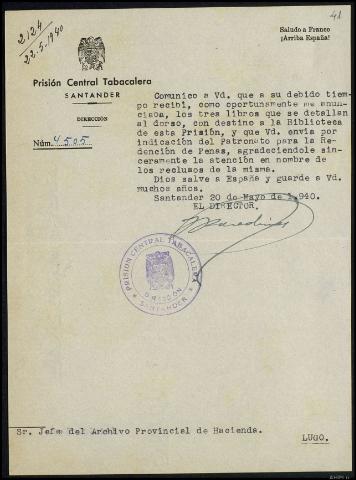 41
2124
22-5-1940
Saludo a Franco
¡Arriba España!
Prisión Central Tabacalera
SANTANDER
DIRECCIÓN
Núm. 4.505
Comunico a Vd. que a su debido tiem-
po recibí, como oportunamente me anun-
ciaba, los tres libros que se detallan
al dorso, con destino a la Biblioteca
de esta Prisión, y que Vd. envia por
indicación del Patronato para la Re-
dención de Penas, agradeciendole sin-
ceramente la atención en nombre de
los reclusos de la misma.
Dios salve a España y guarde a Vd.
muchos años.
Santander 20 de Mayo de 1.940.
EL DIRECTOR.
PRISION CENTRAL TABACALERA
DIRECCIÓN
SANTANDER
Sr. Jefe del Archivo Provincial de Hacienda.
LUGO.